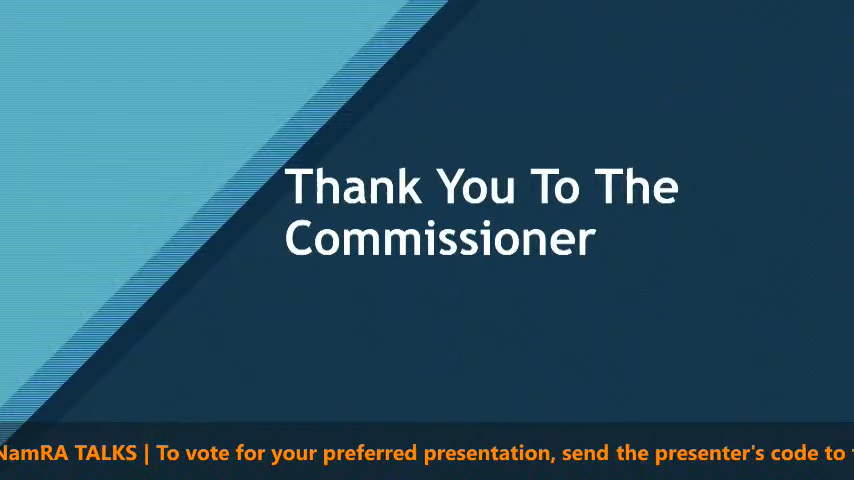 Thank You To The
Commissioner
NamRA TALKS | To vote for your preferred presentation, send the presenter's code to